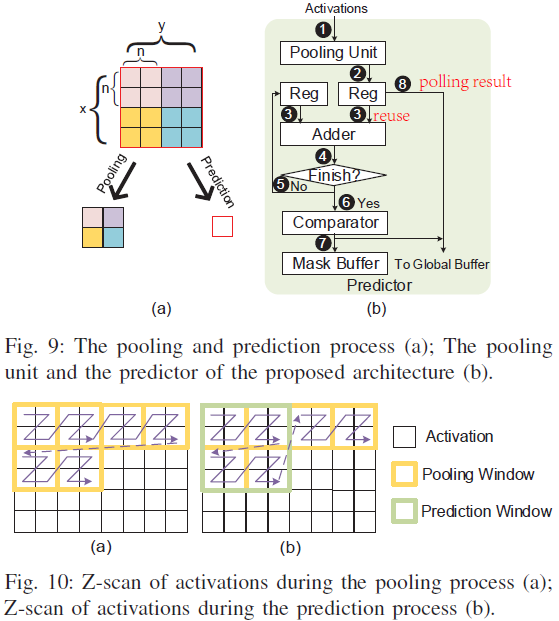 y
n
n
x
Pooling
Prediction
(a)
Activations
1
Pooling Unit
2
8 polling result
Reg Reg
3 3 reuse
Adder
4
Finish?
5 No
6 Yes
Comparator
7
Mask Buffer To Global Buffer
Predictor
(b)
Fig. 9: The pooling and prediction process (a); The pooling
unit and the predictor of the proposed architecture (b).
Activation
Pooling Window
Prediction Window
(a) (b)
Fig. 10: Z-scan of activations during the pooling process (a);
Z-scan of activations during the prediction process (b).